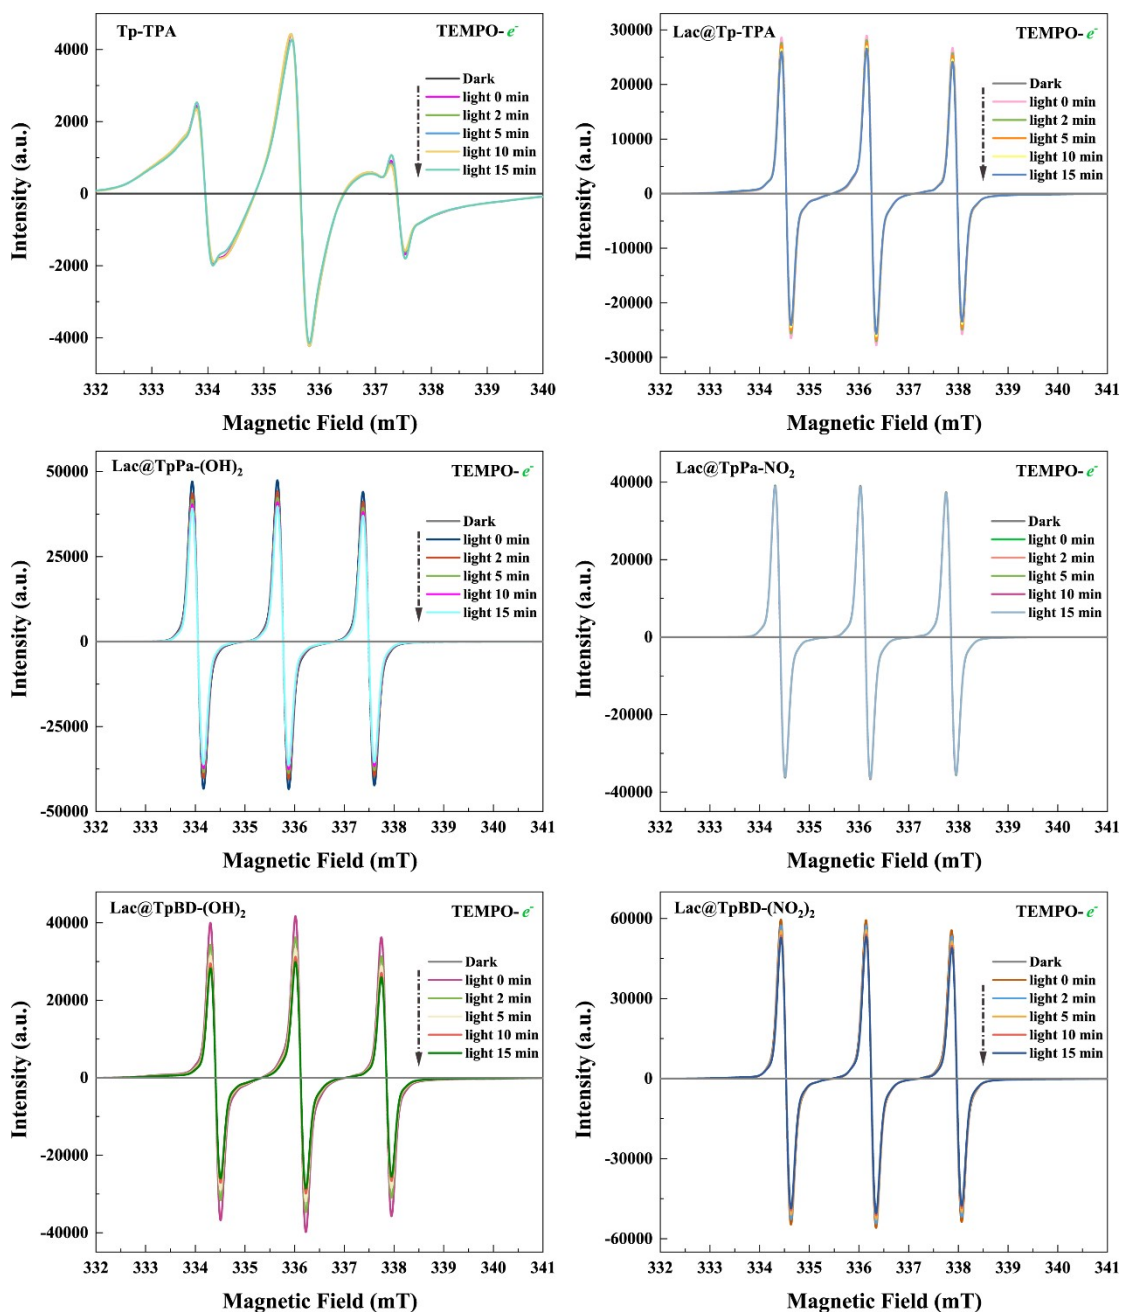 Tp-TPA
TEMPO-e⁻
Dark
light 0 min
light 2 min
light 5 min
light 10 min
light 15 min
4000
2000
0
-2000
-4000
Intensity (a.u.)
332 333 334 335 336 337 338 339 340
Magnetic Field (mT)
Lac@Tp-TPA
TEMPO-e⁻
Dark
light 0 min
light 2 min
light 5 min
light 10 min
light 15 min
30000
20000
10000
0
-10000
-20000
-30000
Intensity (a.u.)
332 333 334 335 336 337 338 339 340 341
Magnetic Field (mT)
Lac@TpPa-(OH)₂
TEMPO-e⁻
Dark
light 0 min
light 2 min
light 5 min
light 10 min
light 15 min
50000
25000
0
-25000
-50000
Intensity (a.u.)
332 333 334 335 336 337 338 339 340 341
Magnetic Field (mT)
Lac@TpPa-NO₂
TEMPO-e⁻
Dark
light 0 min
light 2 min
light 5 min
light 10 min
light 15 min
40000
20000
0
-20000
-40000
Intensity (a.u.)
332 333 334 335 336 337 338 339 340 341
Magnetic Field (mT)
Lac@TpBD-(OH)₂
TEMPO-e⁻
Dark
light 0 min
light 2 min
light 5 min
light 10 min
light 15 min
40000
20000
0
-20000
-40000
Intensity (a.u.)
332 333 334 335 336 337 338 339 340 341
Magnetic Field (mT)
Lac@TpBD-(NO₂)₂
TEMPO-e⁻
Dark
light 0 min
light 2 min
light 5 min
light 10 min
light 15 min
60000
30000
0
-30000
-60000
Intensity (a.u.)
332 333 334 335 336 337 338 339 340 341
Magnetic Field (mT)